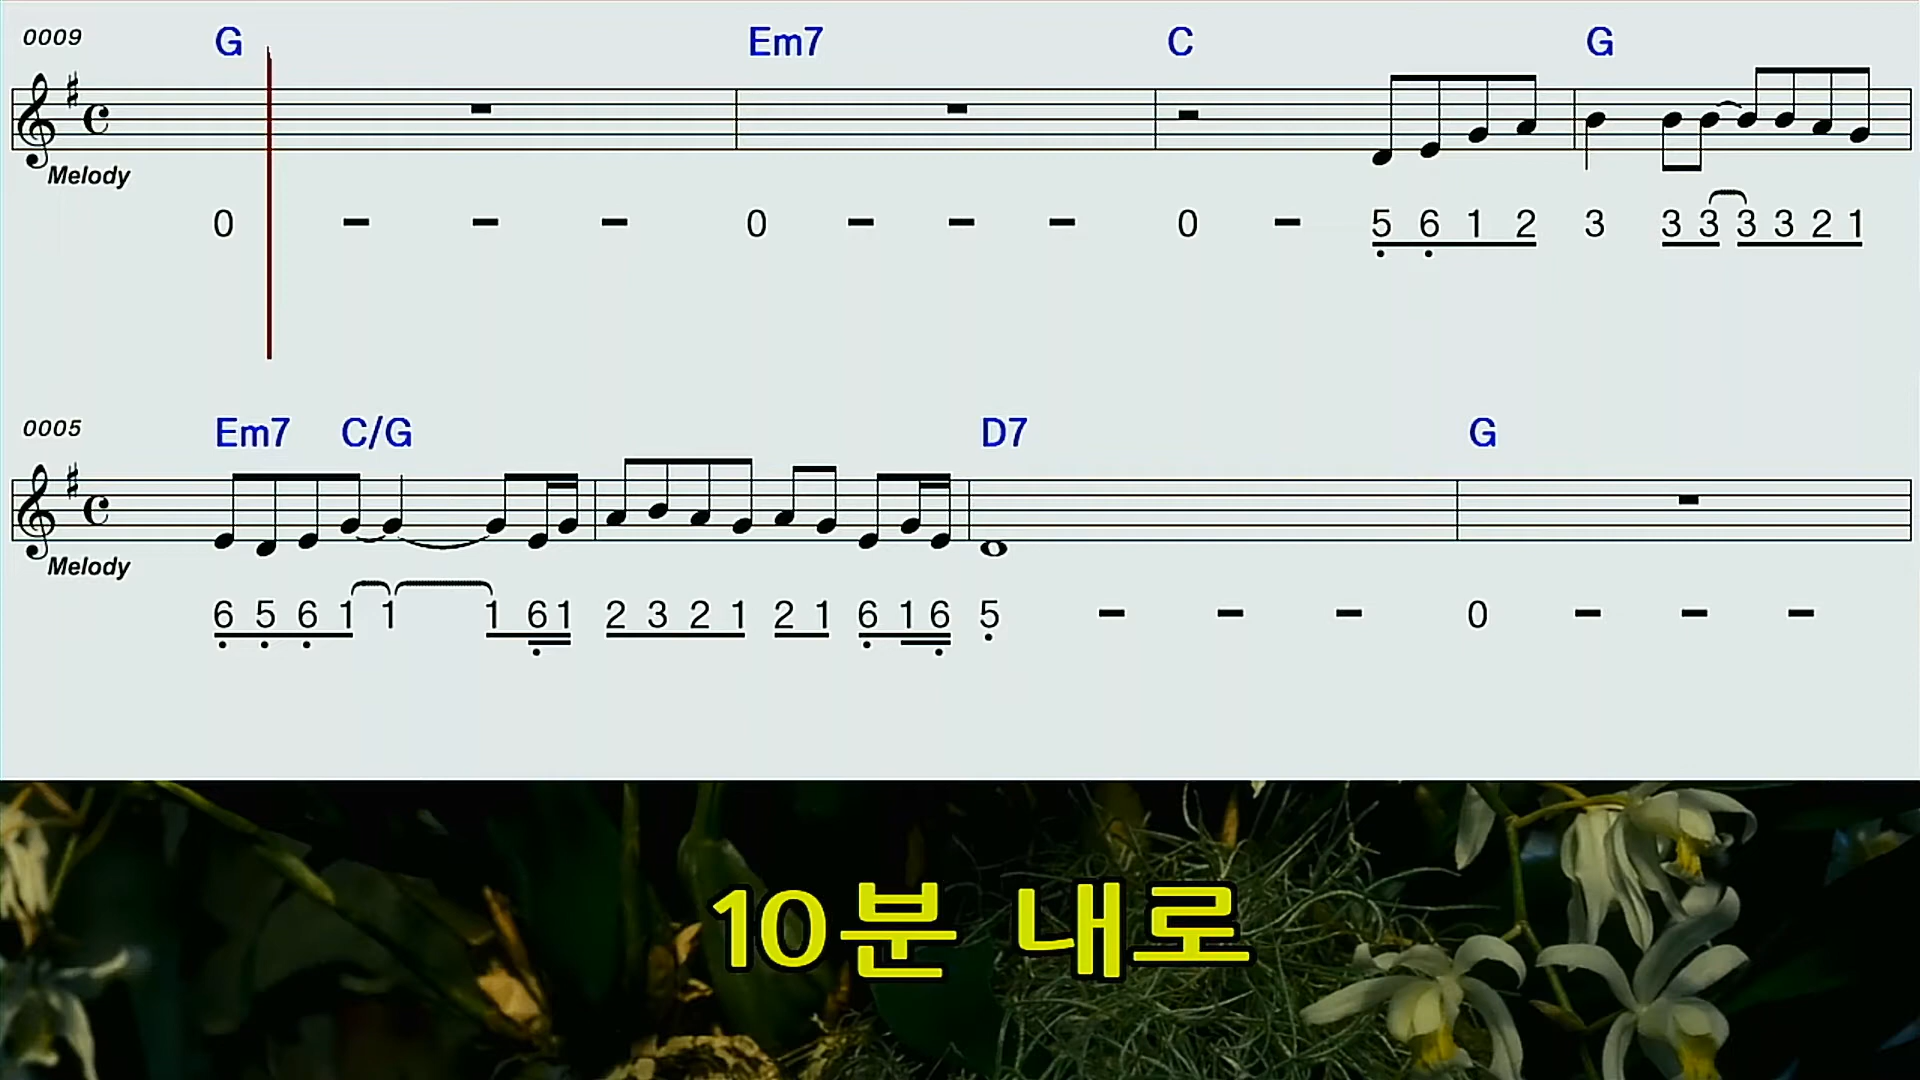 0009 G Em7 C G
Melody
0 - - - 0 - - - 0 - 5 6 1 2 3 3 3 3 3 2 1
0005 Em7 C/G D7 G
Melody
6 5 6 1 1 1 6 1 2 3 2 1 2 1 6 1 6 5 - - - 0 - - -
10분 내로